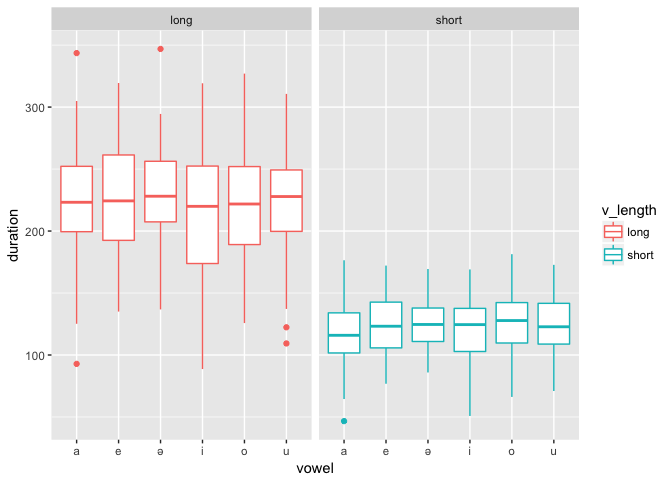 long short
300
200
100
duration
a e ə i o u a e ə i o u
vowel
v_length
long
short